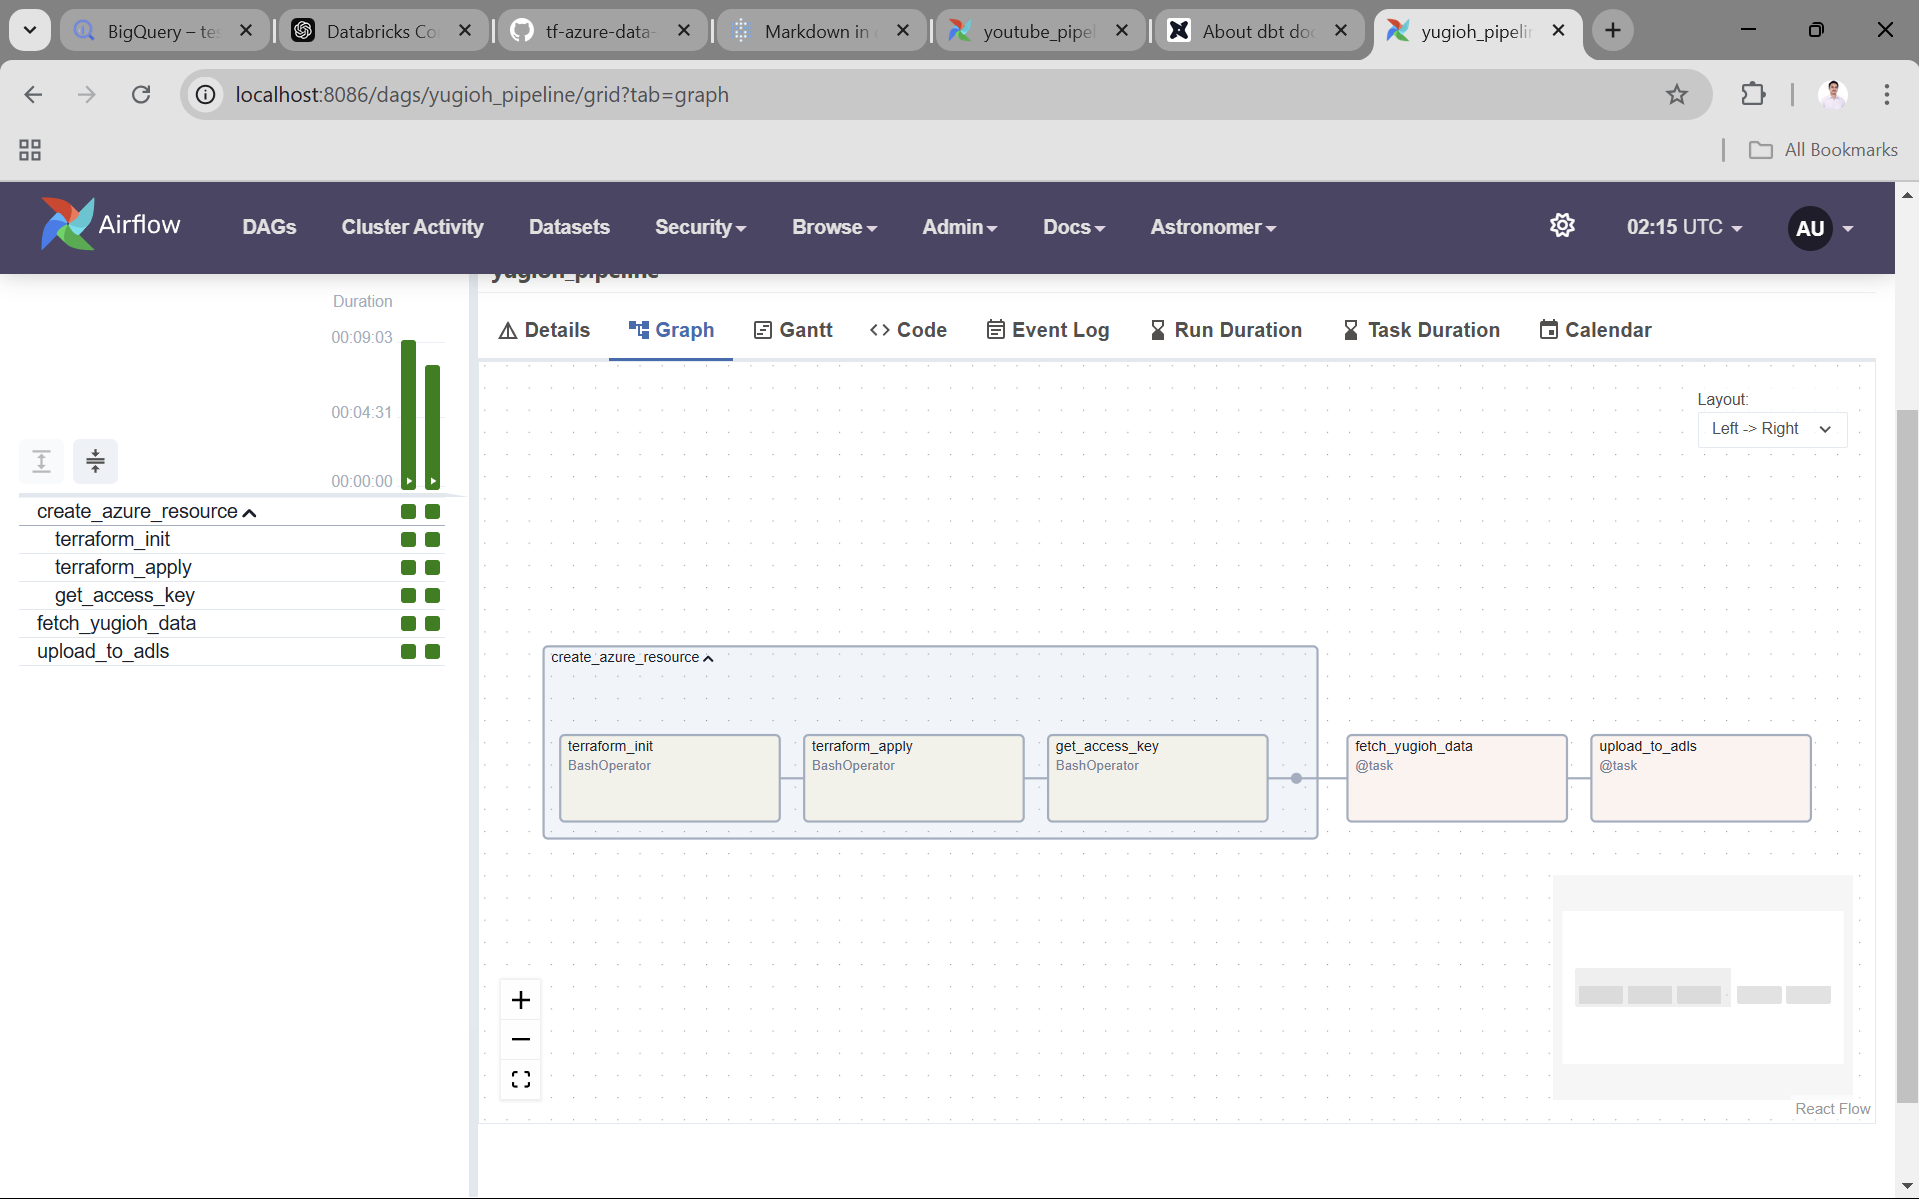 BigQuery – tes
Databricks Co
tf-azure-data-
Markdown in
youtube_pipel
About dbt doc
yugioh_pipelin
localhost:8086/dags/yugioh_pipeline/grid?tab=graph
All Bookmarks
Airflow
DAGs
Cluster Activity
Datasets
Security
Browse
Admin
Docs
Astronomer
02:15 UTC
AU
yugioh_pipeline
Duration
00:09:03
00:04:31
00:00:00
create_azure_resource
terraform_init
terraform_apply
get_access_key
fetch_yugioh_data
upload_to_adls
Details
Graph
Gantt
Code
Event Log
Run Duration
Task Duration
Calendar
Layout:
Left -> Right
create_azure_resource
terraform_init
BashOperator
terraform_apply
BashOperator
get_access_key
BashOperator
fetch_yugioh_data
@task
upload_to_adls
@task
React Flow